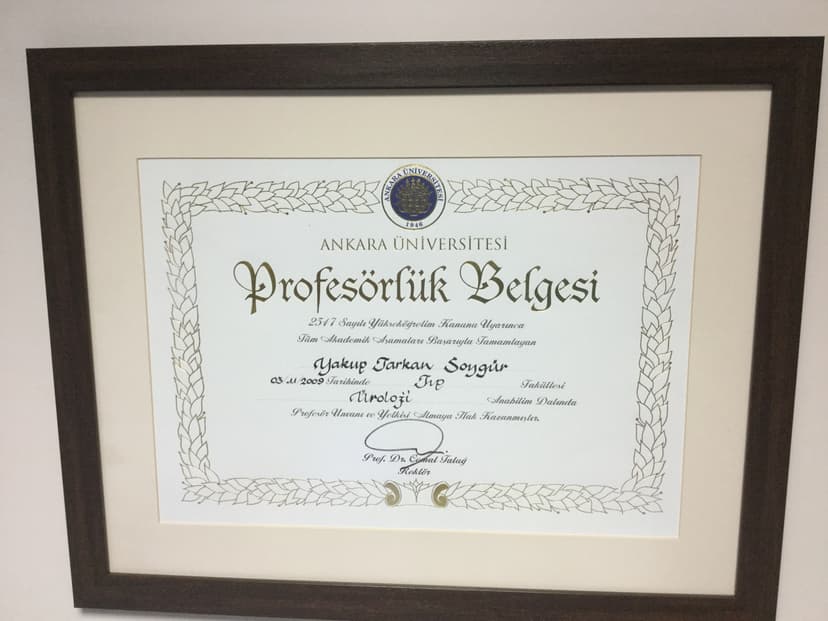 ANKARA ÜNİVERSİTESİ
1946
ANKARA ÜNİVERSİTESİ
Profesörlük Belgesi
2547 Sayılı Yükseköğretim Kanunu Uyarınca
Tüm Akademik Aşamaları Başarıyla Tamamlayan
Yakup Tarkan Soygür
03.11.2009 Tarihinde Tıp Fakültesi
Üroloji Anabilim Dalında
Profesör Ünvanı ve Yetkisi Almaya Hak Kazanmıştır.
Prof. Dr. Cemal Taluğ
Rektör